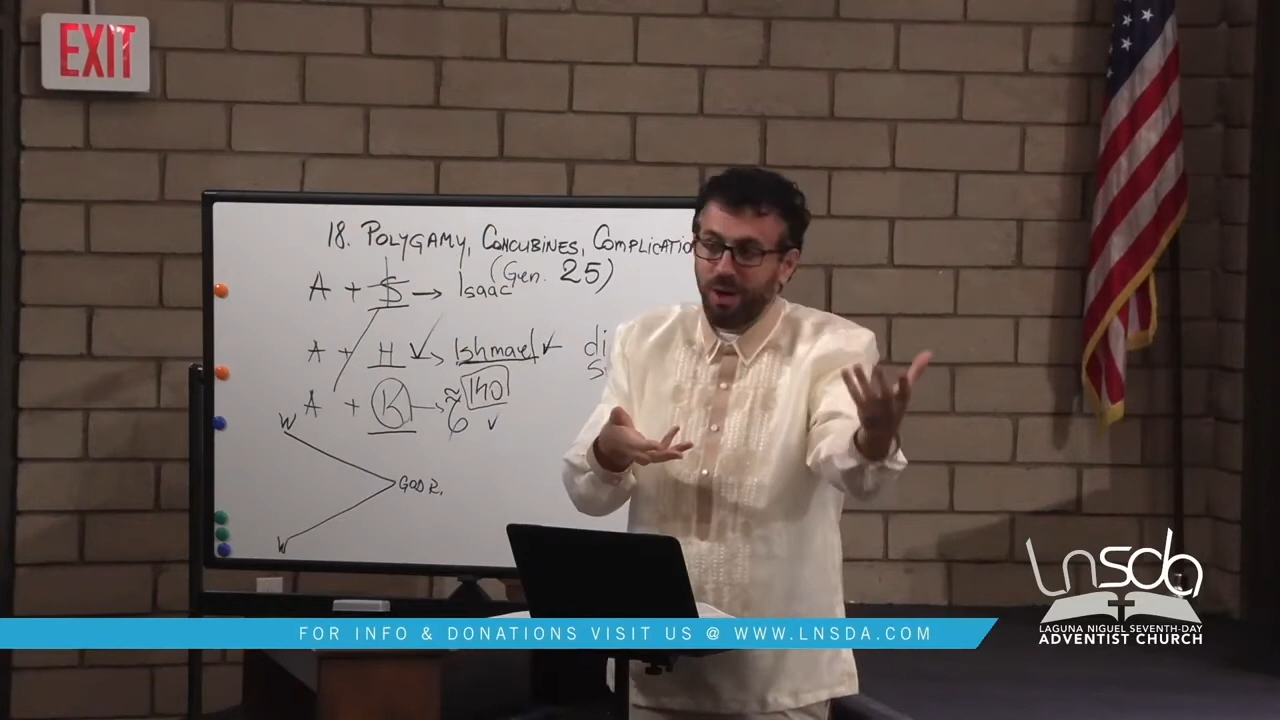 EXIT
18. POLYGAMY, CONCUBINES, COMPLICATIO
(Gen. 25)
A + S → Isaac
A + H ✓→ Ishmael ✓
di
A + K → ≈ 140
6 v
W
GOD R.
W
LNSDA
LAGUNA NIGUEL SEVENTH-DAY
ADVENTIST CHURCH
FOR INFO & DONATIONS VISIT US @ WWW.LNSDA.COM